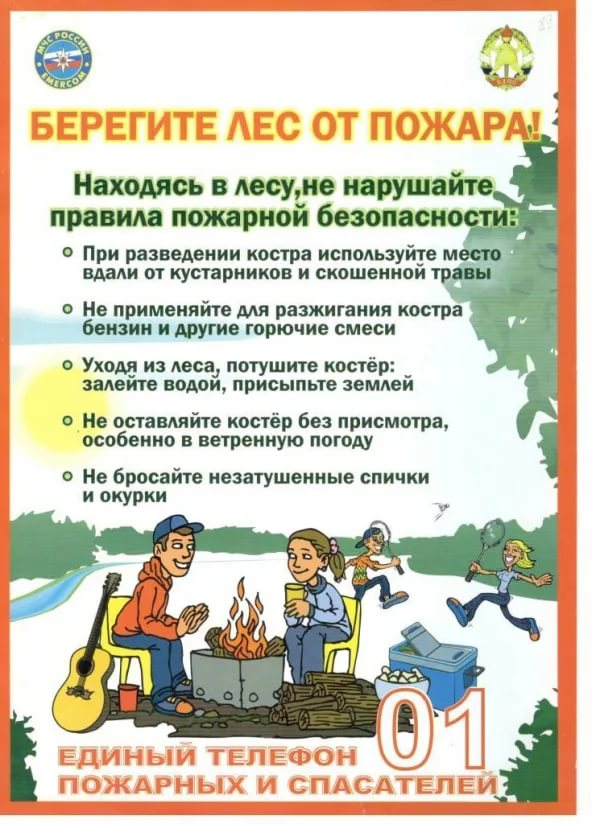 МЧС РОССИИ
EMERCOM
БЕРЕГИТЕ ЛЕС ОТ ПОЖАРА!
Находясь в лесу,не нарушайте
правила пожарной безопасности:
При разведении костра используйте место
вдали от кустарников и скошенной травы
Не применяйте для разжигания костра
бензин и другие горючие смеси
Уходя из леса, потушите костёр:
залейте водой, присыпьте землей
Не оставляйте костёр без присмотра,
особенно в ветренную погоду
Не бросайте незатушенные спички
и окурки
01
ЕДИНЫЙ ТЕЛЕФОН
ПОЖАРНЫХ И СПАСАТЕЛЕЙ